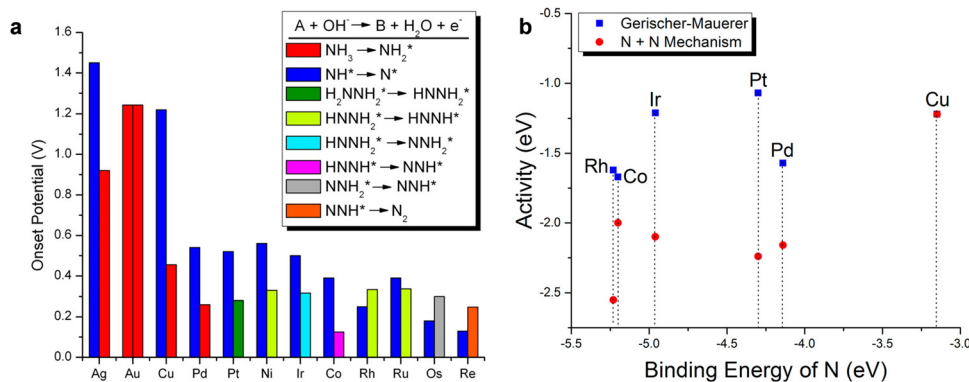 a
A + OH⁻ → B + H₂O + e⁻
NH₃ → NH₂*
NH* → N*
H₂NNH₂* → HNNH₂*
HNNH₂* → HNNH*
HNNH₂* → NNH₂*
HNNH* → NNH*
NNH₂* → NNH*
NNH* → N₂
Onset Potential (V)
1.6
1.4
1.2
1.0
0.8
0.6
0.4
0.2
0.0
Ag Au Cu Pd Pt Ni Ir Co Rh Ru Os Re
b
Gerischer-Mauerer
N + N Mechanism
Activity (eV)
-0.5
-1.0
-1.5
-2.0
-2.5
Rh
Co
Ir
Pt
Pd
Cu
-5.5 -5.0 -4.5 -4.0 -3.5 -3.0
Binding Energy of N (eV)